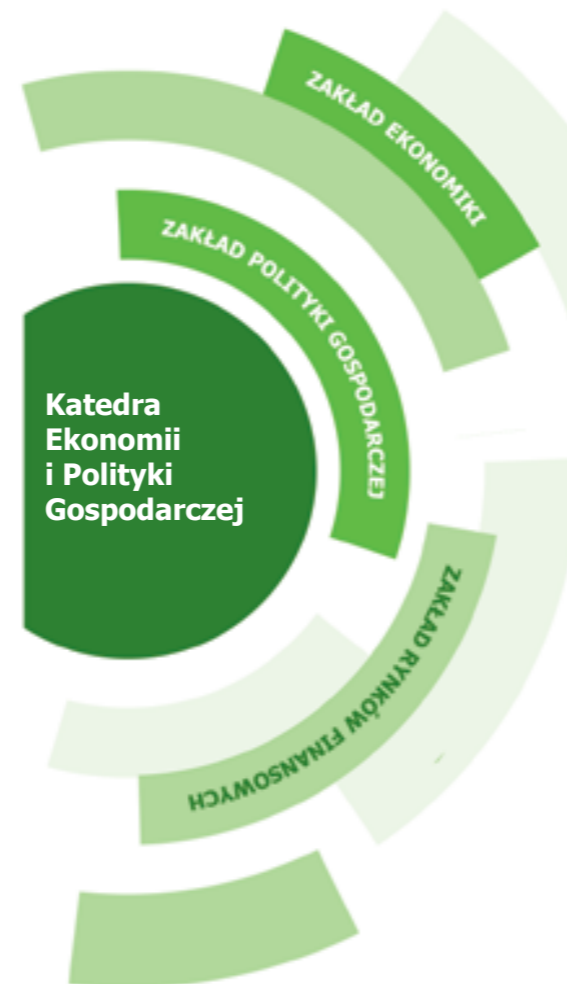 ZAKŁAD EKONOMIKI
ZAKŁAD POLITYKI GOSPODARCZEJ
Katedra
Ekonomii
i Polityki
Gospodarczej
ZAKŁAD RYNKÓW FINANSOWYCH